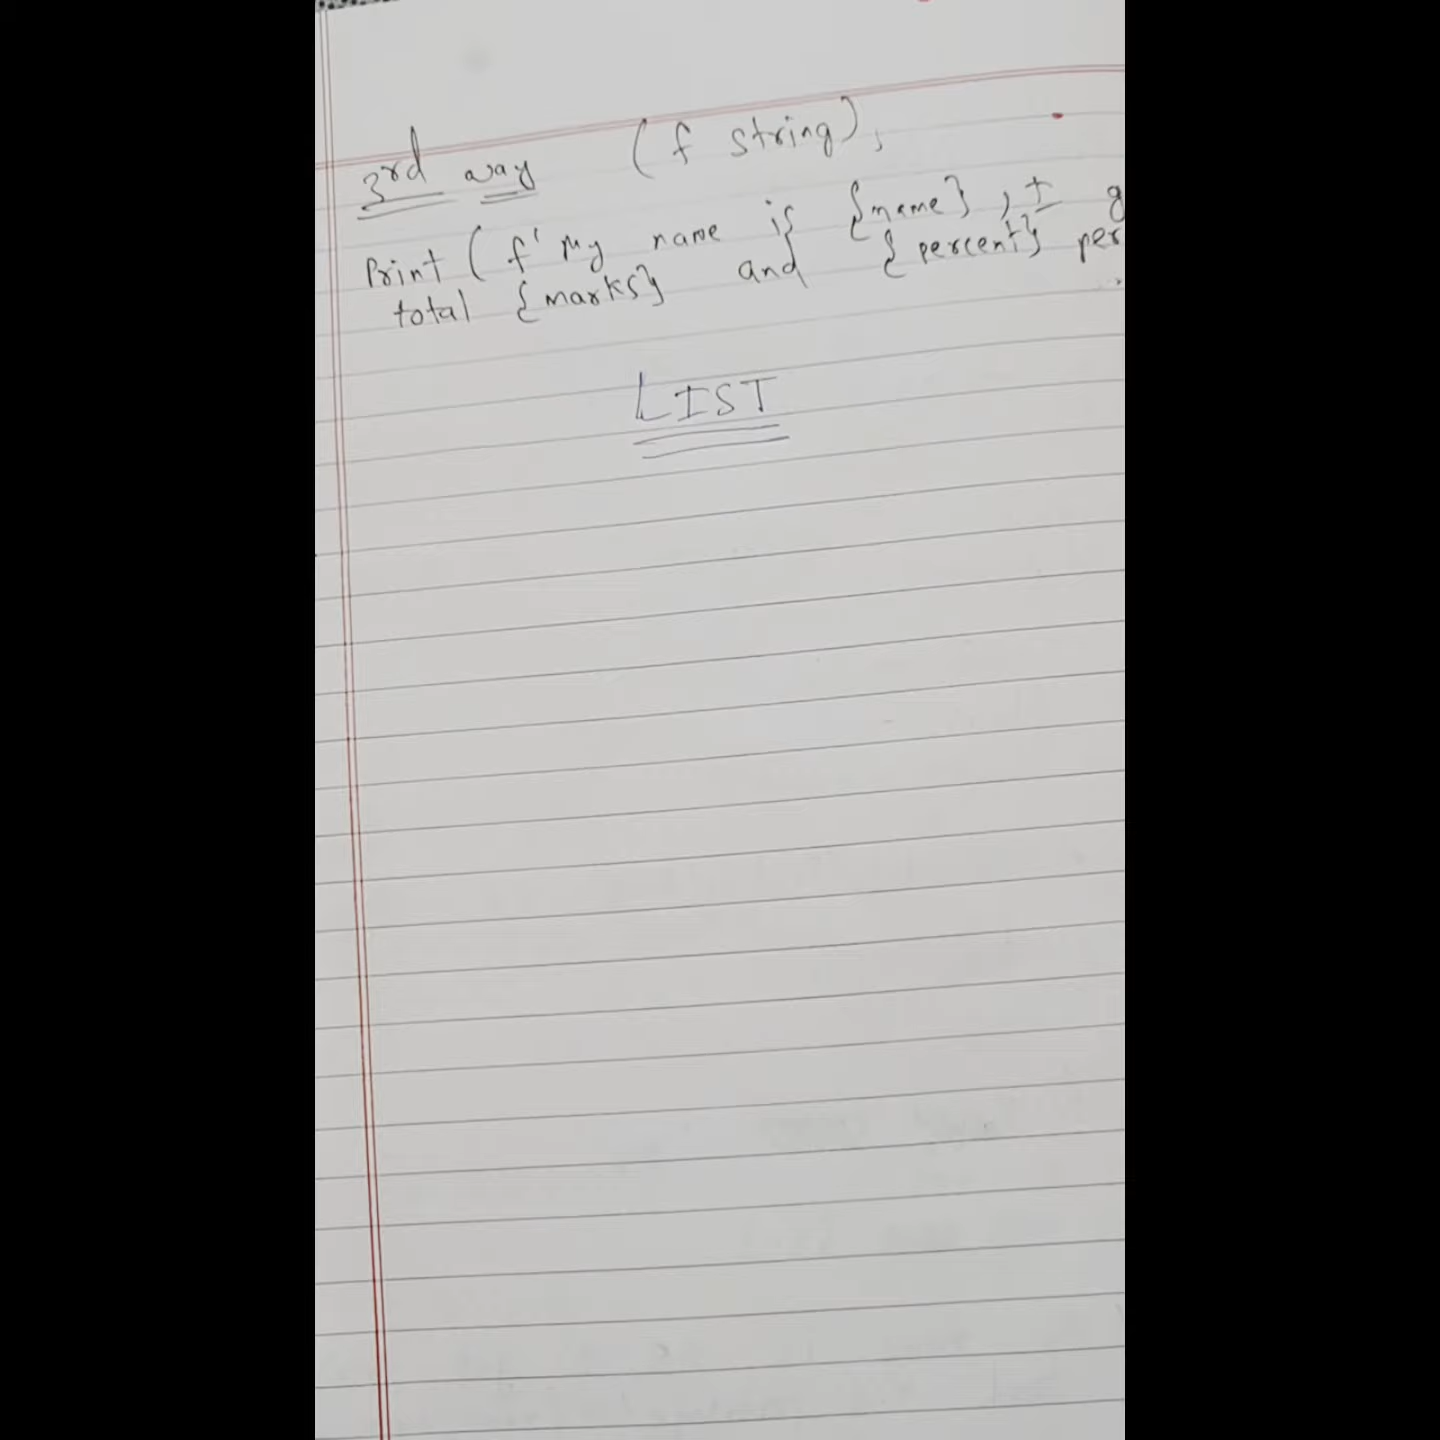 3rd way (f string),
Print (f' My name is {name}, I g
total {marks} and {percent} per
LIST